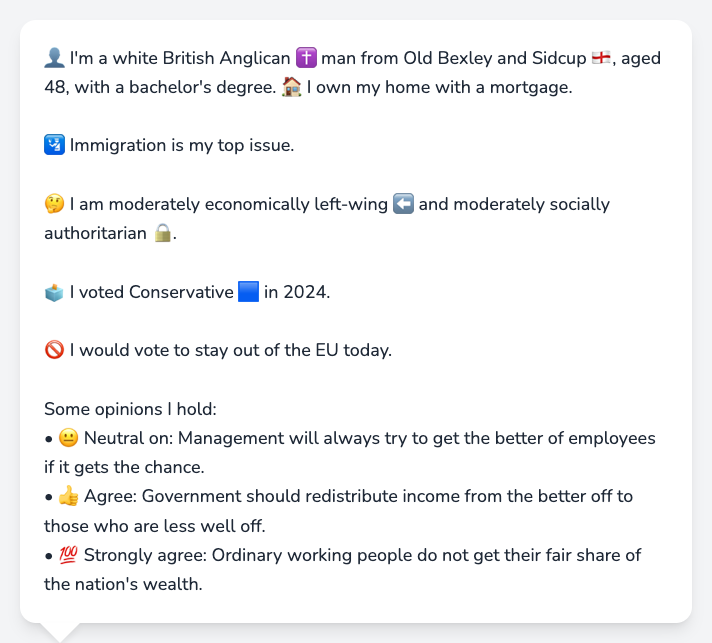 👤 I'm a white British Anglican ✝️ man from Old Bexley and Sidcup 🏴󠁧󠁢󠁥󠁮󠁧󠁿, aged
48, with a bachelor's degree. 🏠 I own my home with a mortgage.
🛂 Immigration is my top issue.
🤔 I am moderately economically left-wing ⬅️ and moderately socially
authoritarian 🔒.
🗳️ I voted Conservative 🟦 in 2024.
🚫 I would vote to stay out of the EU today.
Some opinions I hold:
• 😐 Neutral on: Management will always try to get the better of employees
if it gets the chance.
• 👍 Agree: Government should redistribute income from the better off to
those who are less well off.
• 💯 Strongly agree: Ordinary working people do not get their fair share of
the nation's wealth.